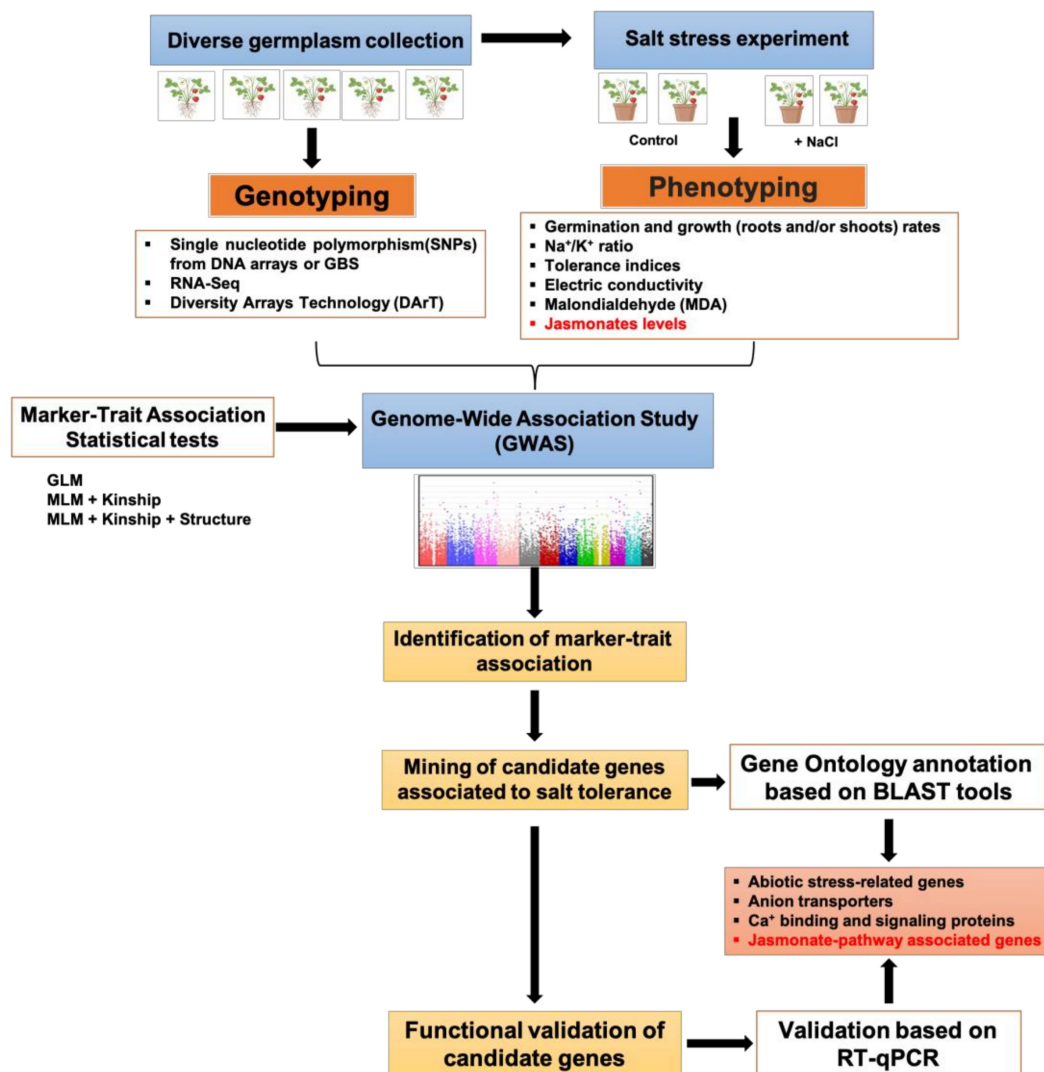 Diverse germplasm collection
Salt stress experiment
Control
+ NaCl
Genotyping
Phenotyping
▪ Single nucleotide polymorphism(SNPs)
from DNA arrays or GBS
▪ RNA-Seq
▪ Diversity Arrays Technology (DArT)
▪ Germination and growth (roots and/or shoots) rates
▪ Na⁺/K⁺ ratio
▪ Tolerance indices
▪ Electric conductivity
▪ Malondialdehyde (MDA)
▪ Jasmonates levels
Marker-Trait Association
Statistical tests
GLM
MLM + Kinship
MLM + Kinship + Structure
Genome-Wide Association Study
(GWAS)
Identification of marker-trait
association
Mining of candidate genes
associated to salt tolerance
Gene Ontology annotation
based on BLAST tools
▪ Abiotic stress-related genes
▪ Anion transporters
▪ Ca⁺ binding and signaling proteins
▪ Jasmonate-pathway associated genes
Functional validation of
candidate genes
Validation based on
RT-qPCR